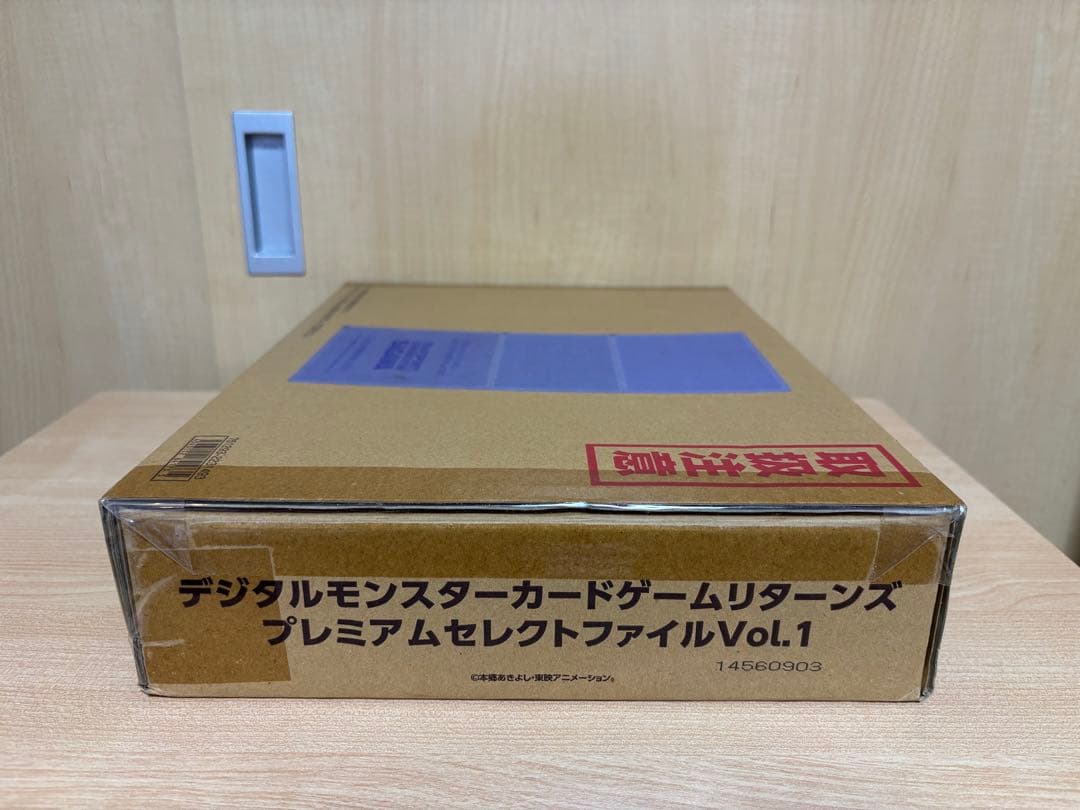 取扱注意
デジタルモンスターカードゲームリターンズ
プレミアムセレクトファイルVol.1
14560903
©本郷あきよし・東映アニメーション。